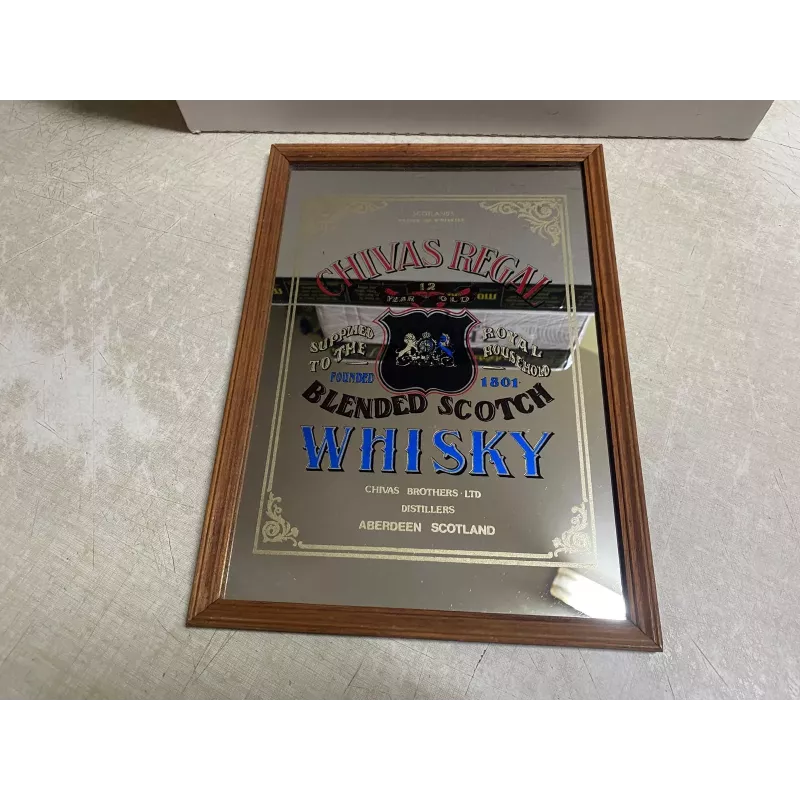 CHIVAS REGAL
12
YEAR OLD
SUPPLIED ROYAL
TO THE HOUSEHOLD
FOUNDED 1801
BLENDED SCOTCH
WHISKY
CHIVAS BROTHERS LTD
DISTILLERS
ABERDEEN SCOTLAND